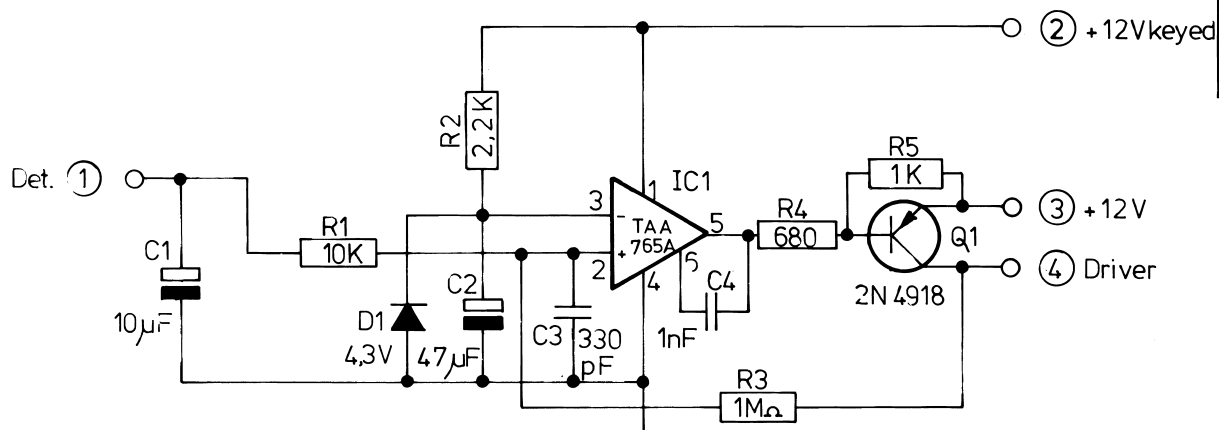 ② +12Vkeyed
R2
2,2K
Det. ①
IC1
R5
1K
3
1
-
TAA
765A
5
R4
680
③ +12V
R1
10K
+
2
6
4
Q1
④ Driver
C1
10µF
C2
47µF
C4
1nF
2N 4918
D1
4,3V
C3
330
pF
R3
1MΩ